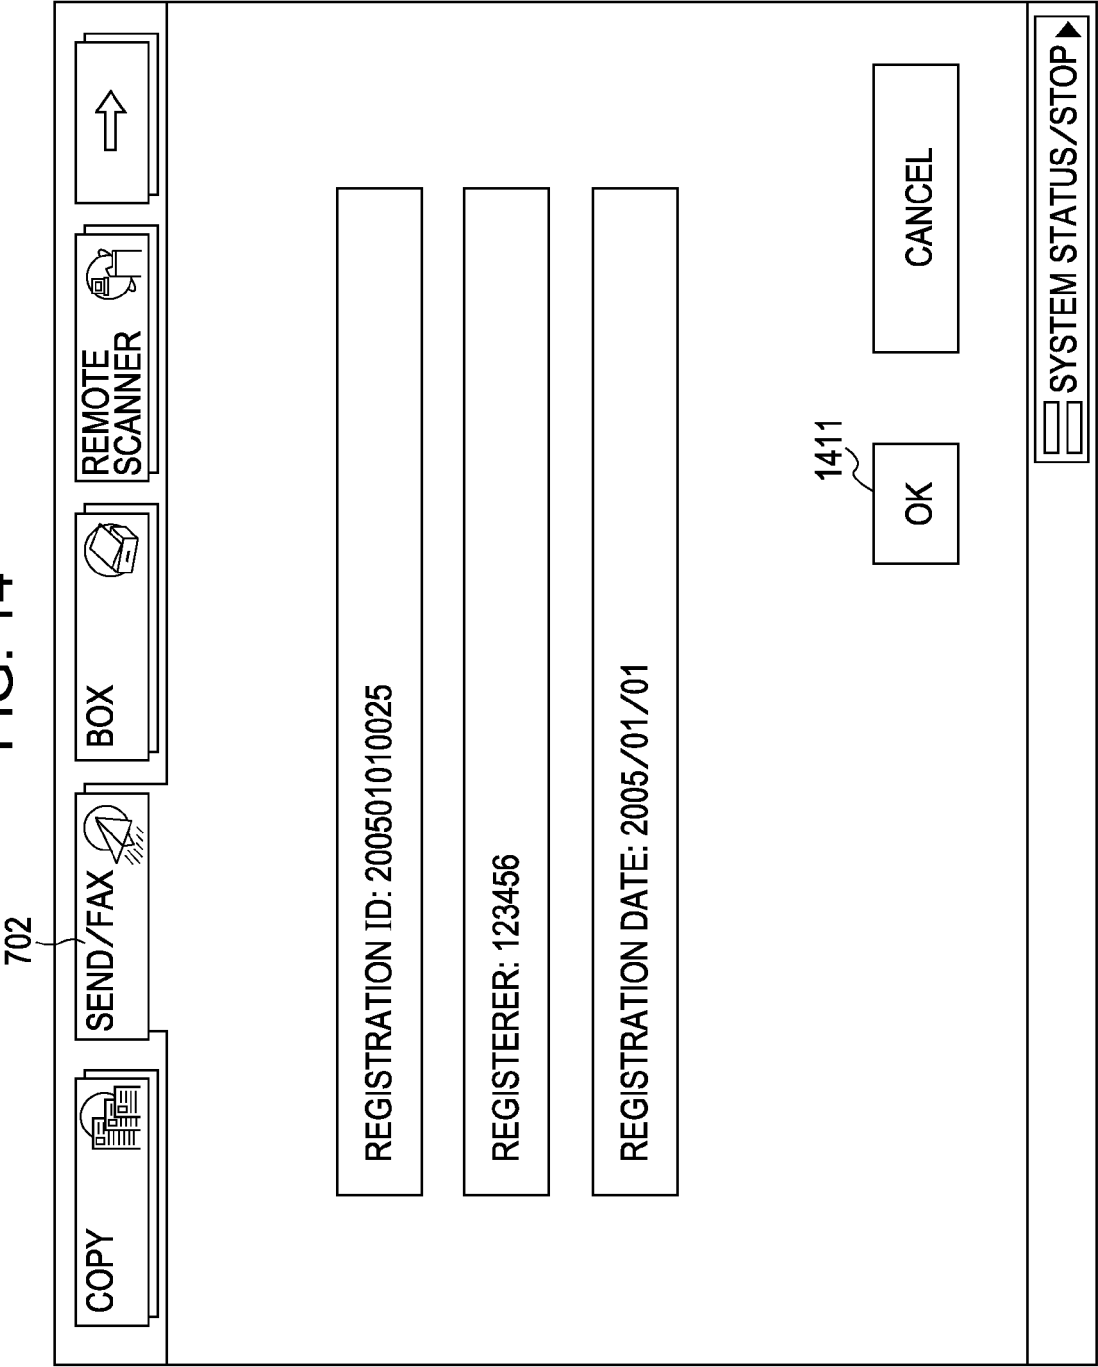 FIG. 14
702
COPY
SEND/FAX
BOX
REMOTE
SCANNER
REGISTRATION ID: 200501010025
REGISTERER: 123456
REGISTRATION DATE: 2005/01/01
1411
OK
CANCEL
SYSTEM STATUS/STOP